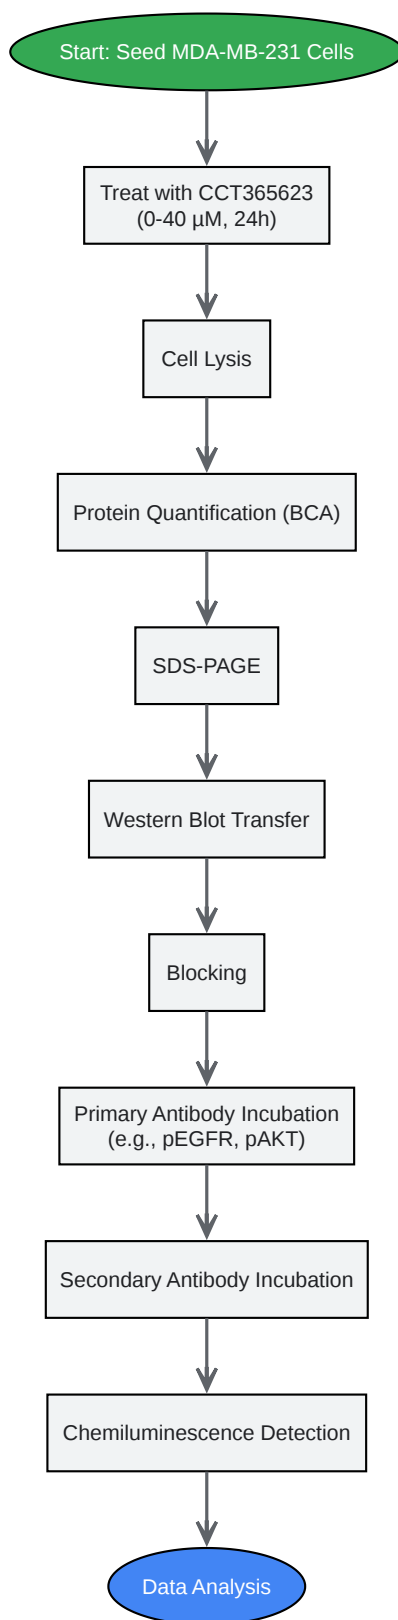 Start: Seed MDA-MB-231 Cells
Treat with CCT365623
(0-40 µM, 24h)
Cell Lysis
Protein Quantification (BCA)
SDS-PAGE
Western Blot Transfer
Blocking
Primary Antibody Incubation
(e.g., pEGFR, pAKT)
Secondary Antibody Incubation
Chemiluminescence Detection
Data Analysis